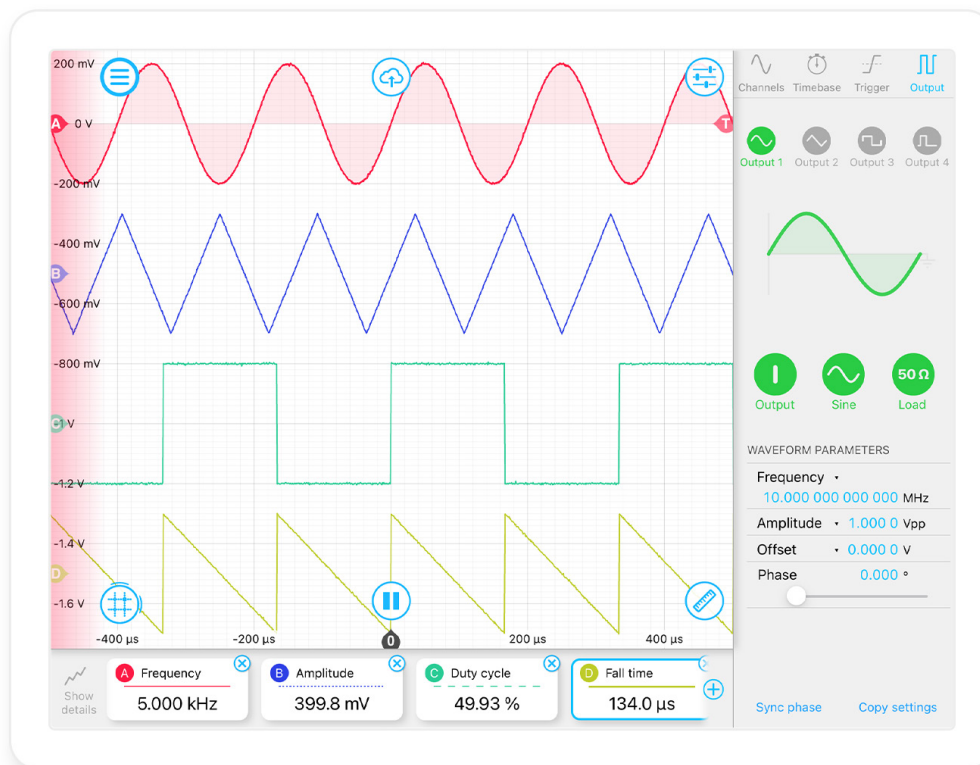 200 mV
A
0 V
T
-200 mV
-400 mV
B
-600 mV
-800 mV
C
-1 V
-1.2 V
-1.4 V
D
-1.6 V
-400 µs
-200 µs
0
200 µs
400 µs
Channels Timebase Trigger Output
Output 1 Output 2 Output 3 Output 4
50 Ω
Output Sine Load
WAVEFORM PARAMETERS
Frequency
10.000 000 000 000 MHz
Amplitude 1.000 0 Vpp
Offset 0.000 0 V
Phase 0.000 °
Show
details
A Frequency
5.000 kHz
B Amplitude
399.8 mV
C Duty cycle
49.93 %
D Fall time
134.0 µs
Sync phase Copy settings